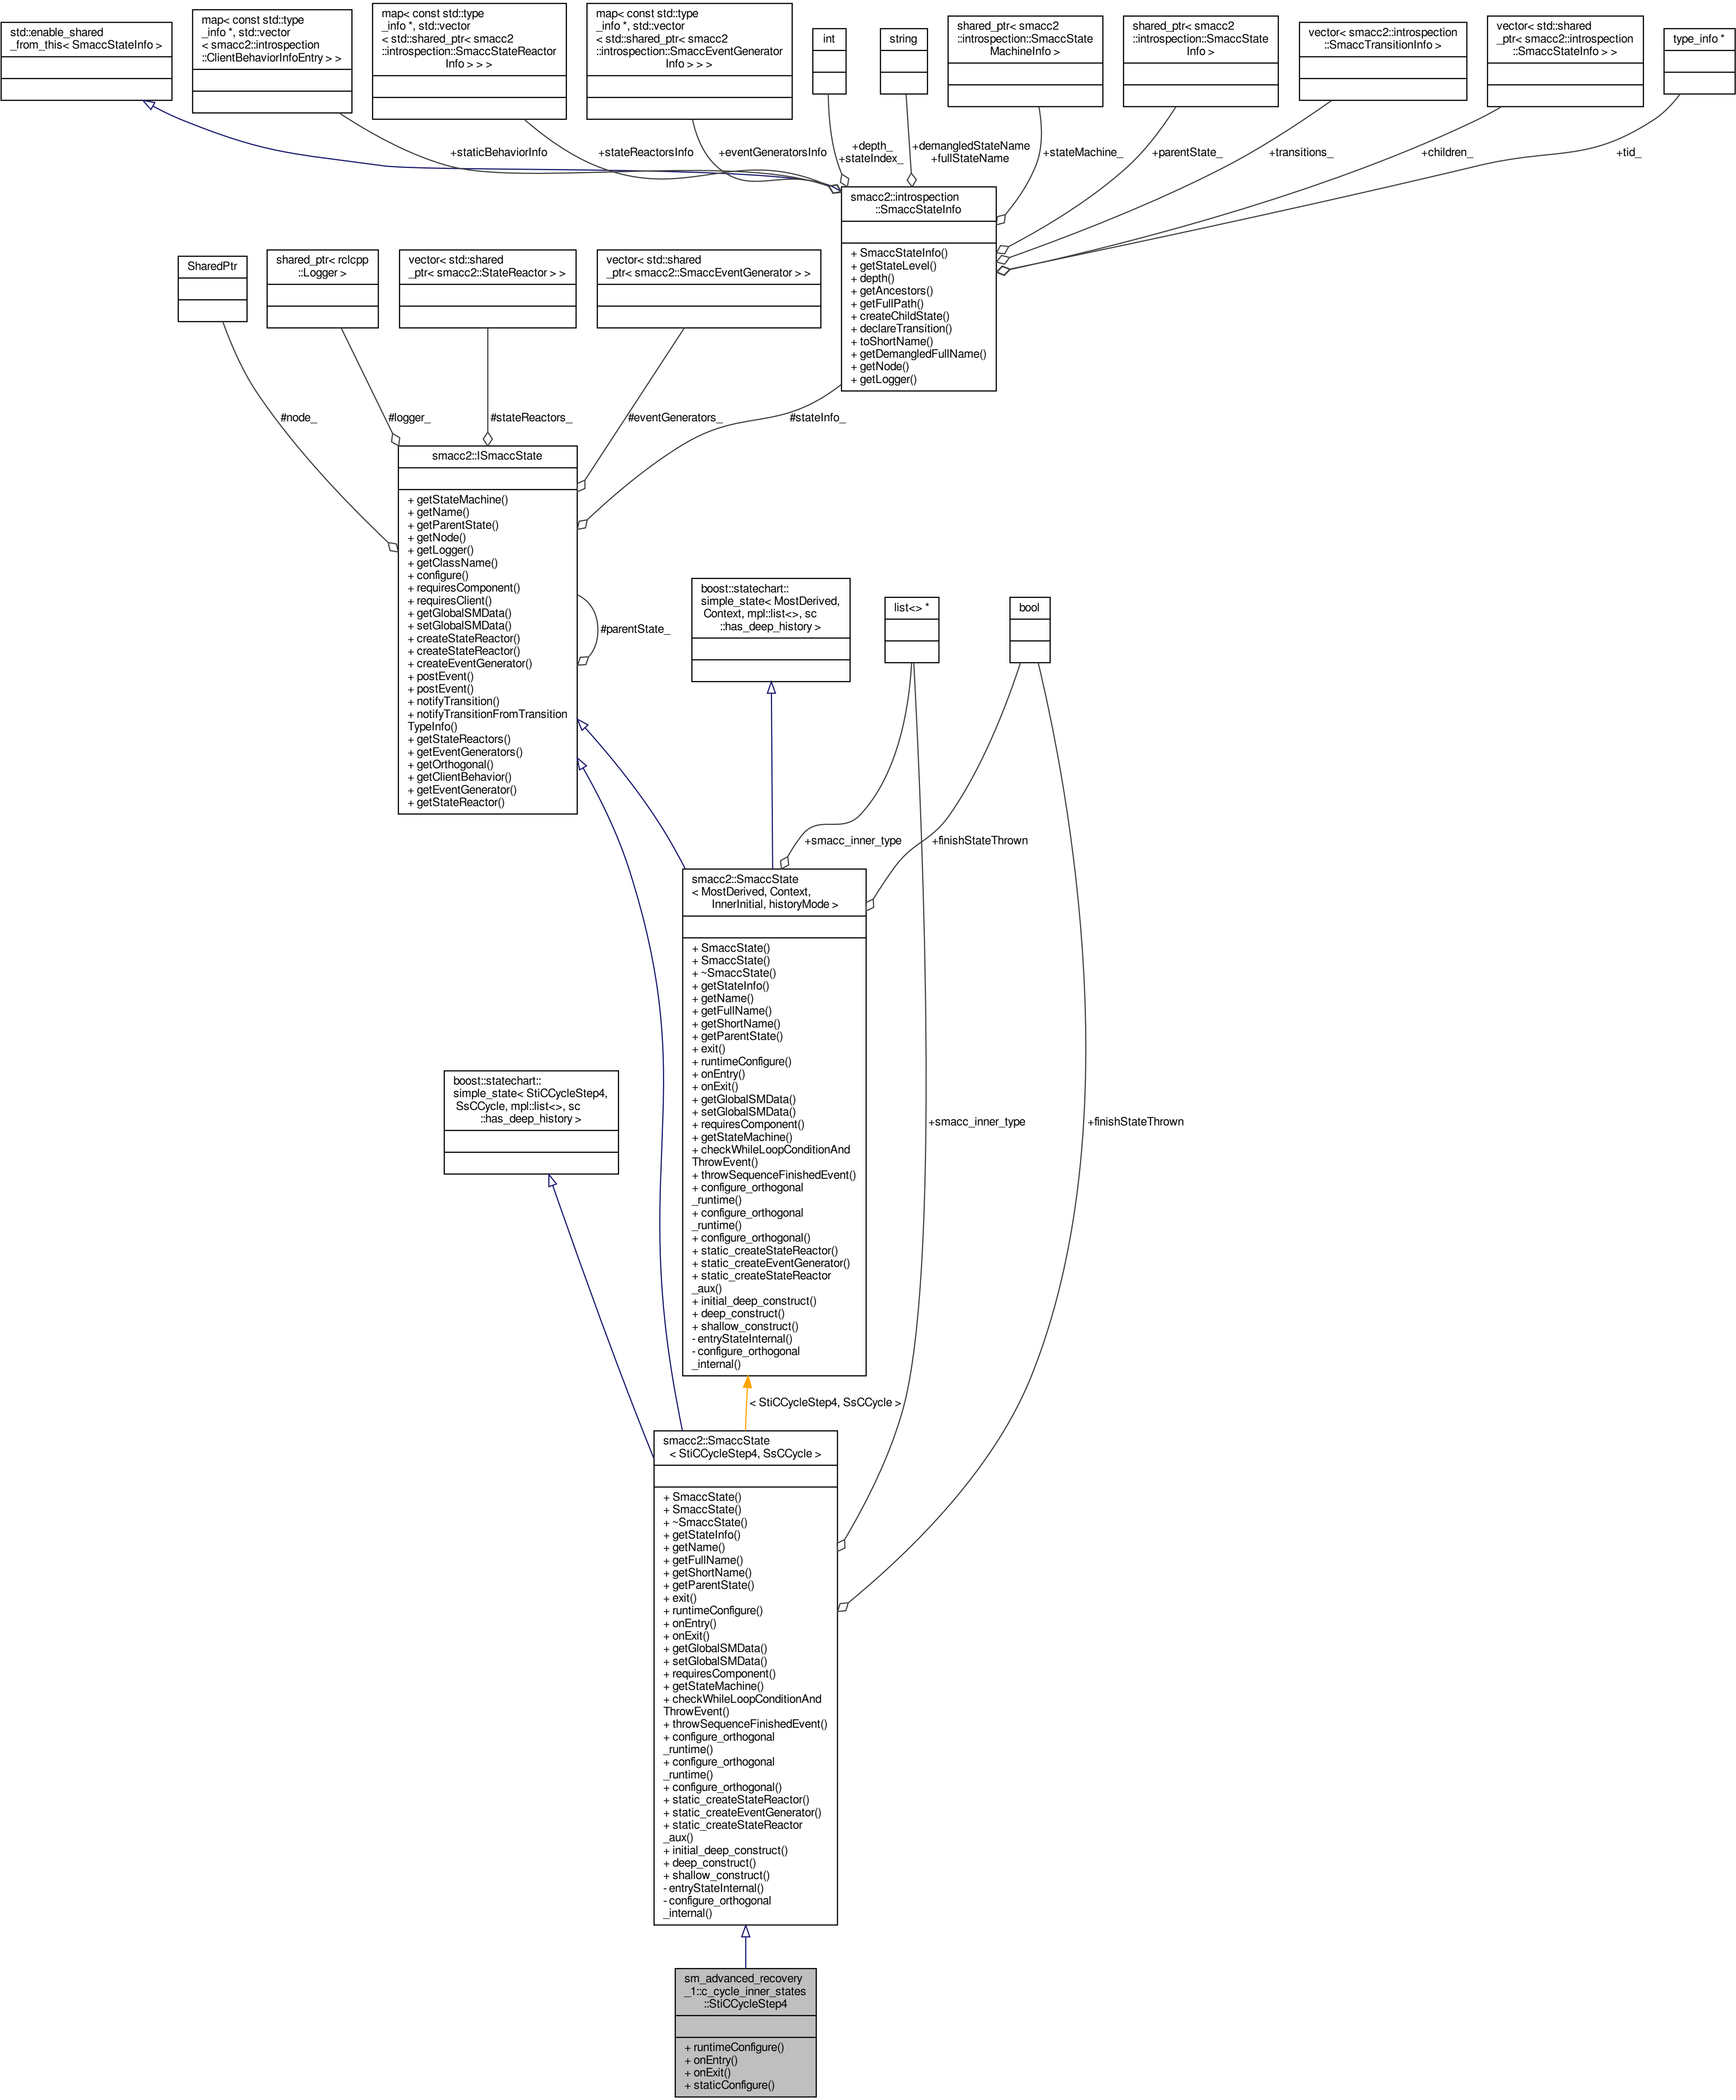 std::enable_shared
_from_this< SmaccStateInfo >
map< const std::type
_info *, std::vector
< smacc2::introspection
::ClientBehaviorInfoEntry > >
map< const std::type
_info *, std::vector
< std::shared_ptr< smacc2
::introspection::SmaccStateReactor
Info > > >
map< const std::type
_info *, std::vector
< std::shared_ptr< smacc2
::introspection::SmaccEventGenerator
Info > > >
int
string
shared_ptr< smacc2
::introspection::SmaccState
MachineInfo >
shared_ptr< smacc2
::introspection::SmaccState
Info >
vector< smacc2::introspection
::SmaccTransitionInfo >
vector< std::shared
_ptr< smacc2::introspection
::SmaccStateInfo > >
type_info *
+staticBehaviorInfo
+stateReactorsInfo
+eventGeneratorsInfo
+depth_
+stateIndex_
+demangledStateName
+fullStateName
+stateMachine_
+parentState_
+transitions_
+children_
+tid_
smacc2::introspection
::SmaccStateInfo
+ SmaccStateInfo()
+ getStateLevel()
+ depth()
+ getAncestors()
+ getFullPath()
+ createChildState()
+ declareTransition()
+ toShortName()
+ getDemangledFullName()
+ getNode()
+ getLogger()
SharedPtr
shared_ptr< rclcpp
::Logger >
vector< std::shared
_ptr< smacc2::StateReactor > >
vector< std::shared
_ptr< smacc2::SmaccEventGenerator > >
#node_
#logger_
#stateReactors_
#eventGenerators_
#stateInfo_
smacc2::ISmaccState
+ getStateMachine()
+ getName()
+ getParentState()
+ getNode()
+ getLogger()
+ getClassName()
+ configure()
+ requiresComponent()
+ requiresClient()
+ getGlobalSMData()
+ setGlobalSMData()
+ createStateReactor()
+ createStateReactor()
+ createEventGenerator()
+ postEvent()
+ postEvent()
+ notifyTransition()
+ notifyTransitionFromTransition
TypeInfo()
+ getStateReactors()
+ getEventGenerators()
+ getOrthogonal()
+ getClientBehavior()
+ getEventGenerator()
+ getStateReactor()
#parentState_
boost::statechart::
simple_state< MostDerived,
Context, mpl::list<>, sc
::has_deep_history >
list<> *
bool
+smacc_inner_type
+finishStateThrown
smacc2::SmaccState
< MostDerived, Context,
InnerInitial, historyMode >
+ SmaccState()
+ SmaccState()
+ ~SmaccState()
+ getStateInfo()
+ getName()
+ getFullName()
+ getShortName()
+ getParentState()
+ exit()
+ runtimeConfigure()
+ onEntry()
+ onExit()
+ getGlobalSMData()
+ setGlobalSMData()
+ requiresComponent()
+ getStateMachine()
+ checkWhileLoopConditionAnd
ThrowEvent()
+ throwSequenceFinishedEvent()
+ configure_orthogonal
_runtime()
+ configure_orthogonal
_runtime()
+ configure_orthogonal()
+ static_createStateReactor()
+ static_createEventGenerator()
+ static_createStateReactor
_aux()
+ initial_deep_construct()
+ deep_construct()
+ shallow_construct()
- entryStateInternal()
- configure_orthogonal
_internal()
boost::statechart::
simple_state< StiCCycleStep4,
SsCCycle, mpl::list<>, sc
::has_deep_history >
+smacc_inner_type
+finishStateThrown
< StiCCycleStep4, SsCCycle >
smacc2::SmaccState
< StiCCycleStep4, SsCCycle >
+ SmaccState()
+ SmaccState()
+ ~SmaccState()
+ getStateInfo()
+ getName()
+ getFullName()
+ getShortName()
+ getParentState()
+ exit()
+ runtimeConfigure()
+ onEntry()
+ onExit()
+ getGlobalSMData()
+ setGlobalSMData()
+ requiresComponent()
+ getStateMachine()
+ checkWhileLoopConditionAnd
ThrowEvent()
+ throwSequenceFinishedEvent()
+ configure_orthogonal
_runtime()
+ configure_orthogonal
_runtime()
+ configure_orthogonal()
+ static_createStateReactor()
+ static_createEventGenerator()
+ static_createStateReactor
_aux()
+ initial_deep_construct()
+ deep_construct()
+ shallow_construct()
- entryStateInternal()
- configure_orthogonal
_internal()
sm_advanced_recovery
_1::c_cycle_inner_states
::StiCCycleStep4
+ runtimeConfigure()
+ onEntry()
+ onExit()
+ staticConfigure()